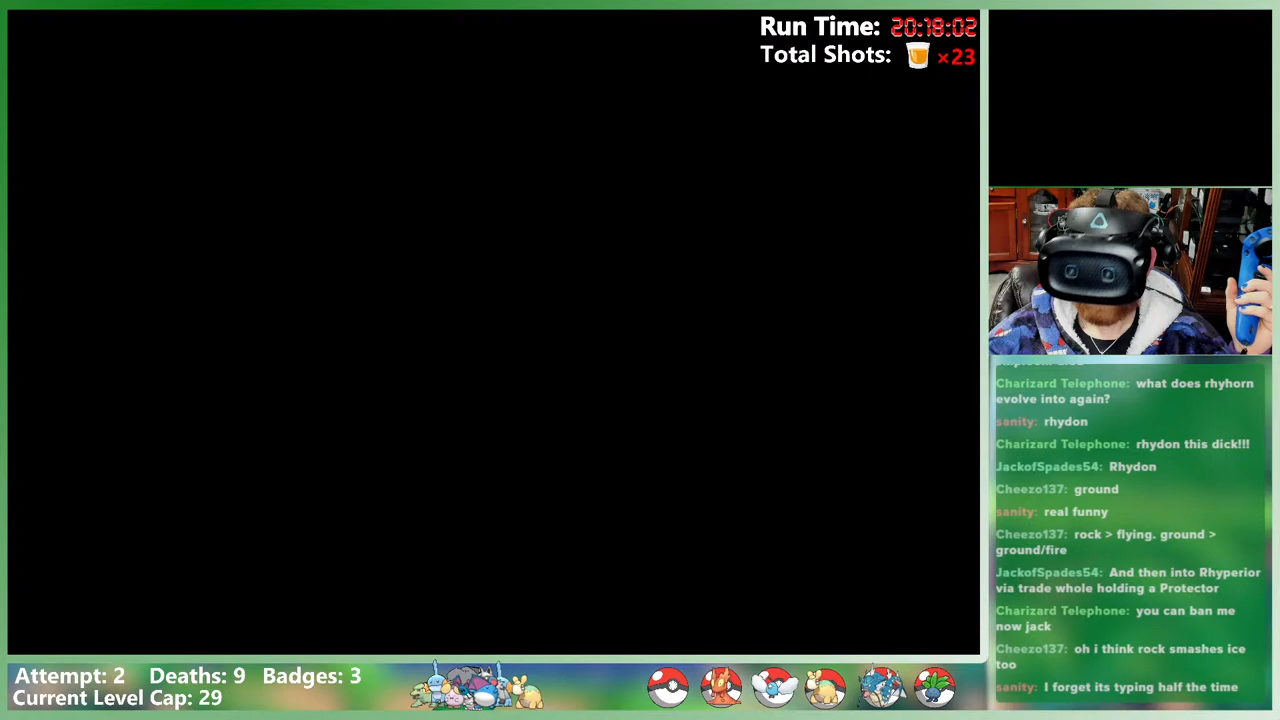 Run Time: 20:18:02
Total Shots: ×23
Charizard Telephone: what does rhyhorn
evolve into again?
sanity: rhydon
Charizard Telephone: rhydon this dick!!!
JackofSpades54: Rhydon
Cheezo137: ground
sanity: real funny
Cheezo137: rock > flying. ground >
ground/fire
JackofSpades54: And then into Rhyperior
via trade whole holding a Protector
Charizard Telephone: you can ban me
now jack
Cheezo137: oh i think rock smashes ice
too
sanity: I forget its typing half the time
Attempt: 2 Deaths: 9 Badges: 3
Current Level Cap: 29